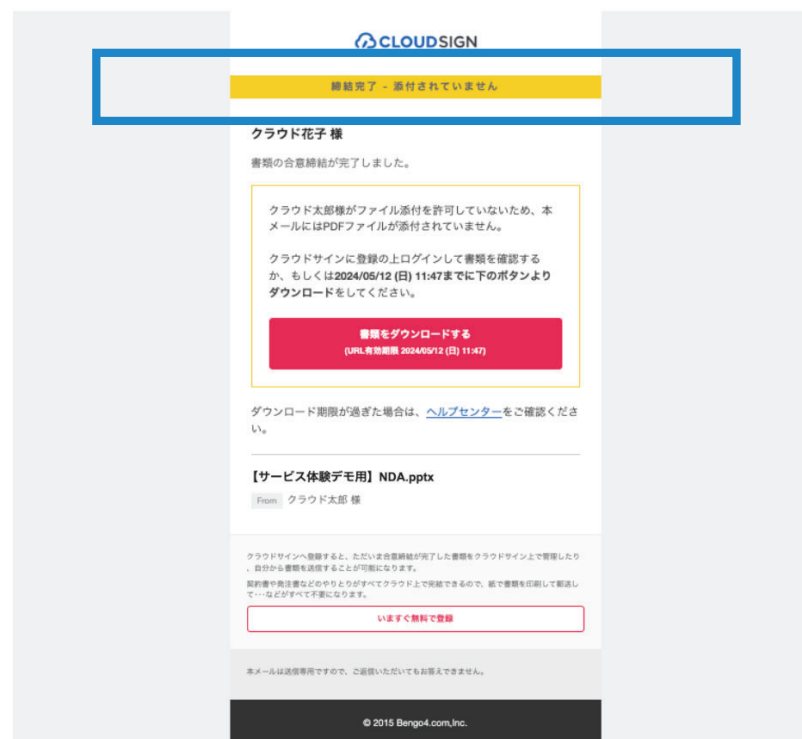 CLOUDSIGN
締結完了 - 添付されていません
クラウド花子 様
書類の合意締結が完了しました。
クラウド太郎様がファイル添付を許可していないため、本
メールにはPDFファイルが添付されていません。
クラウドサインに登録の上ログインして書類を確認する
か、もしくは2024/05/12 (日) 11:47までに下のボタンより
ダウンロードをしてください。
書類をダウンロードする
(URL有効期限 2024/05/12 (日) 11:47)
ダウンロード期限が過ぎた場合は、ヘルプセンターをご確認くださ
い。
【サービス体験デモ用】NDA.pptx
From クラウド太郎 様
クラウドサインへ登録すると、ただいま合意締結が完了した書類をクラウドサイン上で管理したり
、自分から書類を送信することが可能になります。
契約書や発注書などのやりとりがすべてクラウド上で完結できるので、紙で書類を印刷して郵送し
て･･･などがすべて不要になります。
いますぐ無料で登録
本メールは送信専用ですので、ご返信いただいてもお答えできません。
© 2015 Bengo4.com,Inc.